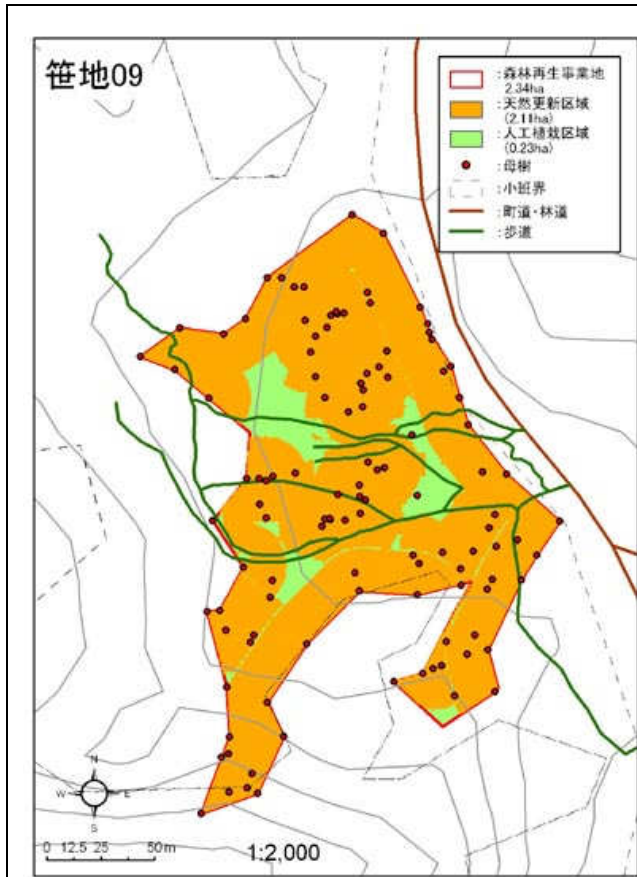 笹地09
:森林再生事業地
2.34ha
:天然更新区域
(2.11ha)
:人工植栽区域
(0.23ha)
:母樹
:小班界
:町道・林道
:歩道
N
W E
S
0 12.5 25 50m
1:2,000